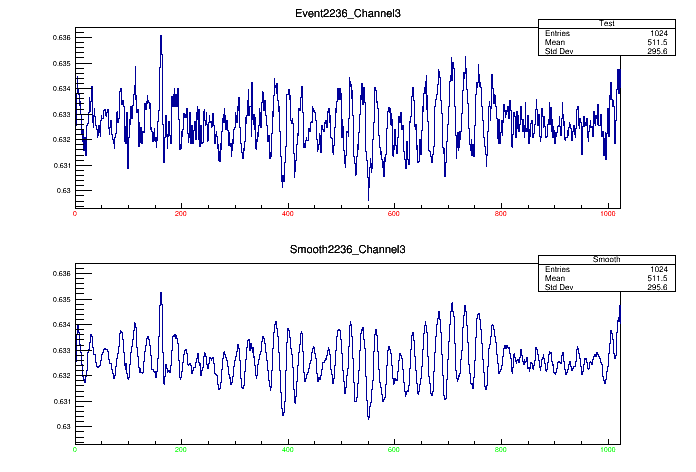 Event2236_Channel3
Test
Entries 1024
Mean 511.5
Std Dev 295.6
0.636
0.635
0.634
0.633
0.632
0.631
0.63
0 200 400 600 800 1000
Smooth2236_Channel3
Smooth
Entries 1024
Mean 511.5
Std Dev 295.6
0.636
0.635
0.634
0.633
0.632
0.631
0.63
0 200 400 600 800 1000